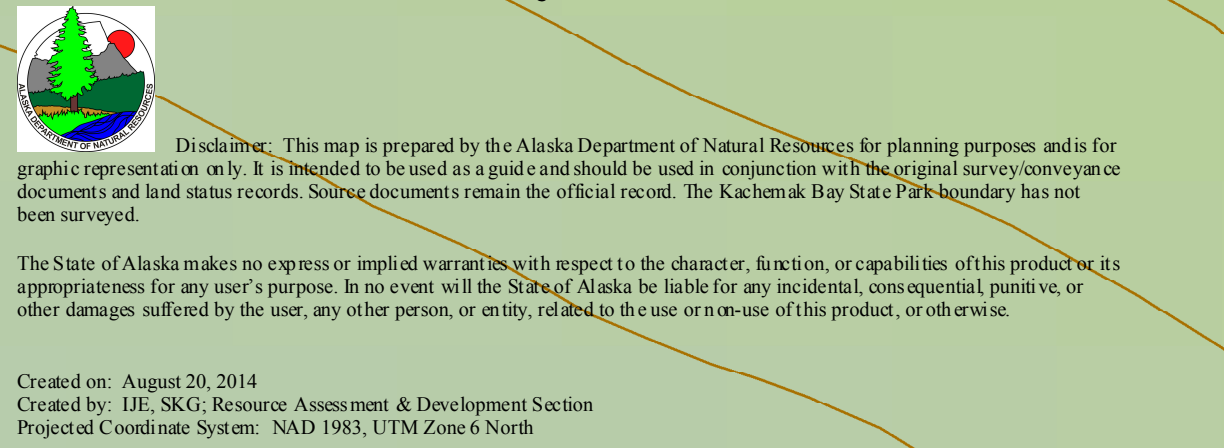 ALASKA DEPARTMENT OF NATURAL RESOURCES
Disclaimer: This map is prepared by the Alaska Department of Natural Resources for planning purposes and is for
graphic representation only. It is intended to be used as a guide and should be used in conjunction with the original survey/conveyance
documents and land status records. Source documents remain the official record. The Kachemak Bay State Park boundary has not
been surveyed.
The State of Alaska makes no express or implied warranties with respect to the character, function, or capabilities of this product or its
appropriateness for any user's purpose. In no event will the State of Alaska be liable for any incidental, consequential, punitive, or
other damages suffered by the user, any other person, or entity, related to the use or non-use of this product, or otherwise.
Created on: August 20, 2014
Created by: IJE, SKG; Resource Assessment & Development Section
Projected Coordinate System: NAD 1983, UTM Zone 6 North